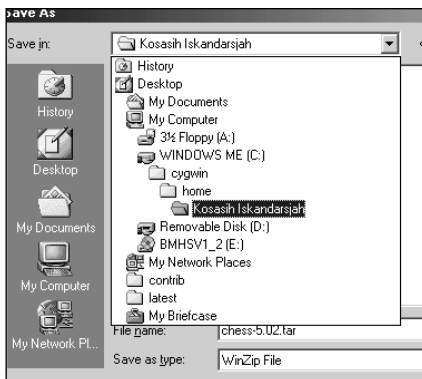 Save As
Save in:
Kosasih Iskandarsjah
History
Desktop
My Documents
My Computer
3½ Floppy (A:)
WINDOWS ME (C:)
cygwin
home
Kosasih Iskandarsjah
Removable Disk (D:)
BMHSV1_2 (E:)
My Network Places
contrib
latest
My Briefcase
History
Desktop
My Documents
My Computer
My Network Pl...
File name:
chess-5.02.tar
Save as type:
WinZip File